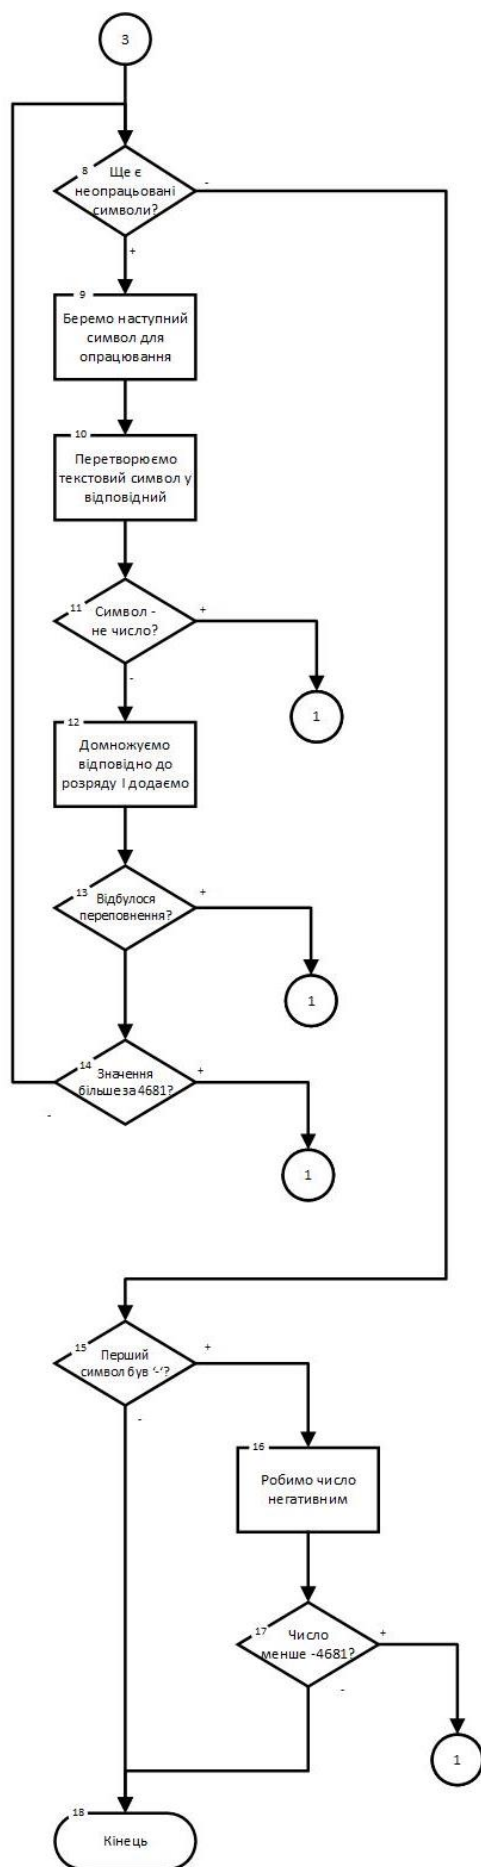 3
8
Ще є
неопрацьовані
символи?
-
+
9
Беремо наступний
символ для
опрацювання
10
Перетворюємо
текстовий символ у
відповідний
11
Символ -
не число?
+
-
1
12
Домножуємо
відповідно до
розряду І додаємо
13
Відбулося
переповнення?
+
1
14
Значення
більше за 4681?
+
-
1
15
Перший
символ був '-'?
+
-
16
Робимо число
негативним
17
Число
менше -4681?
+
-
1
18
Кінець